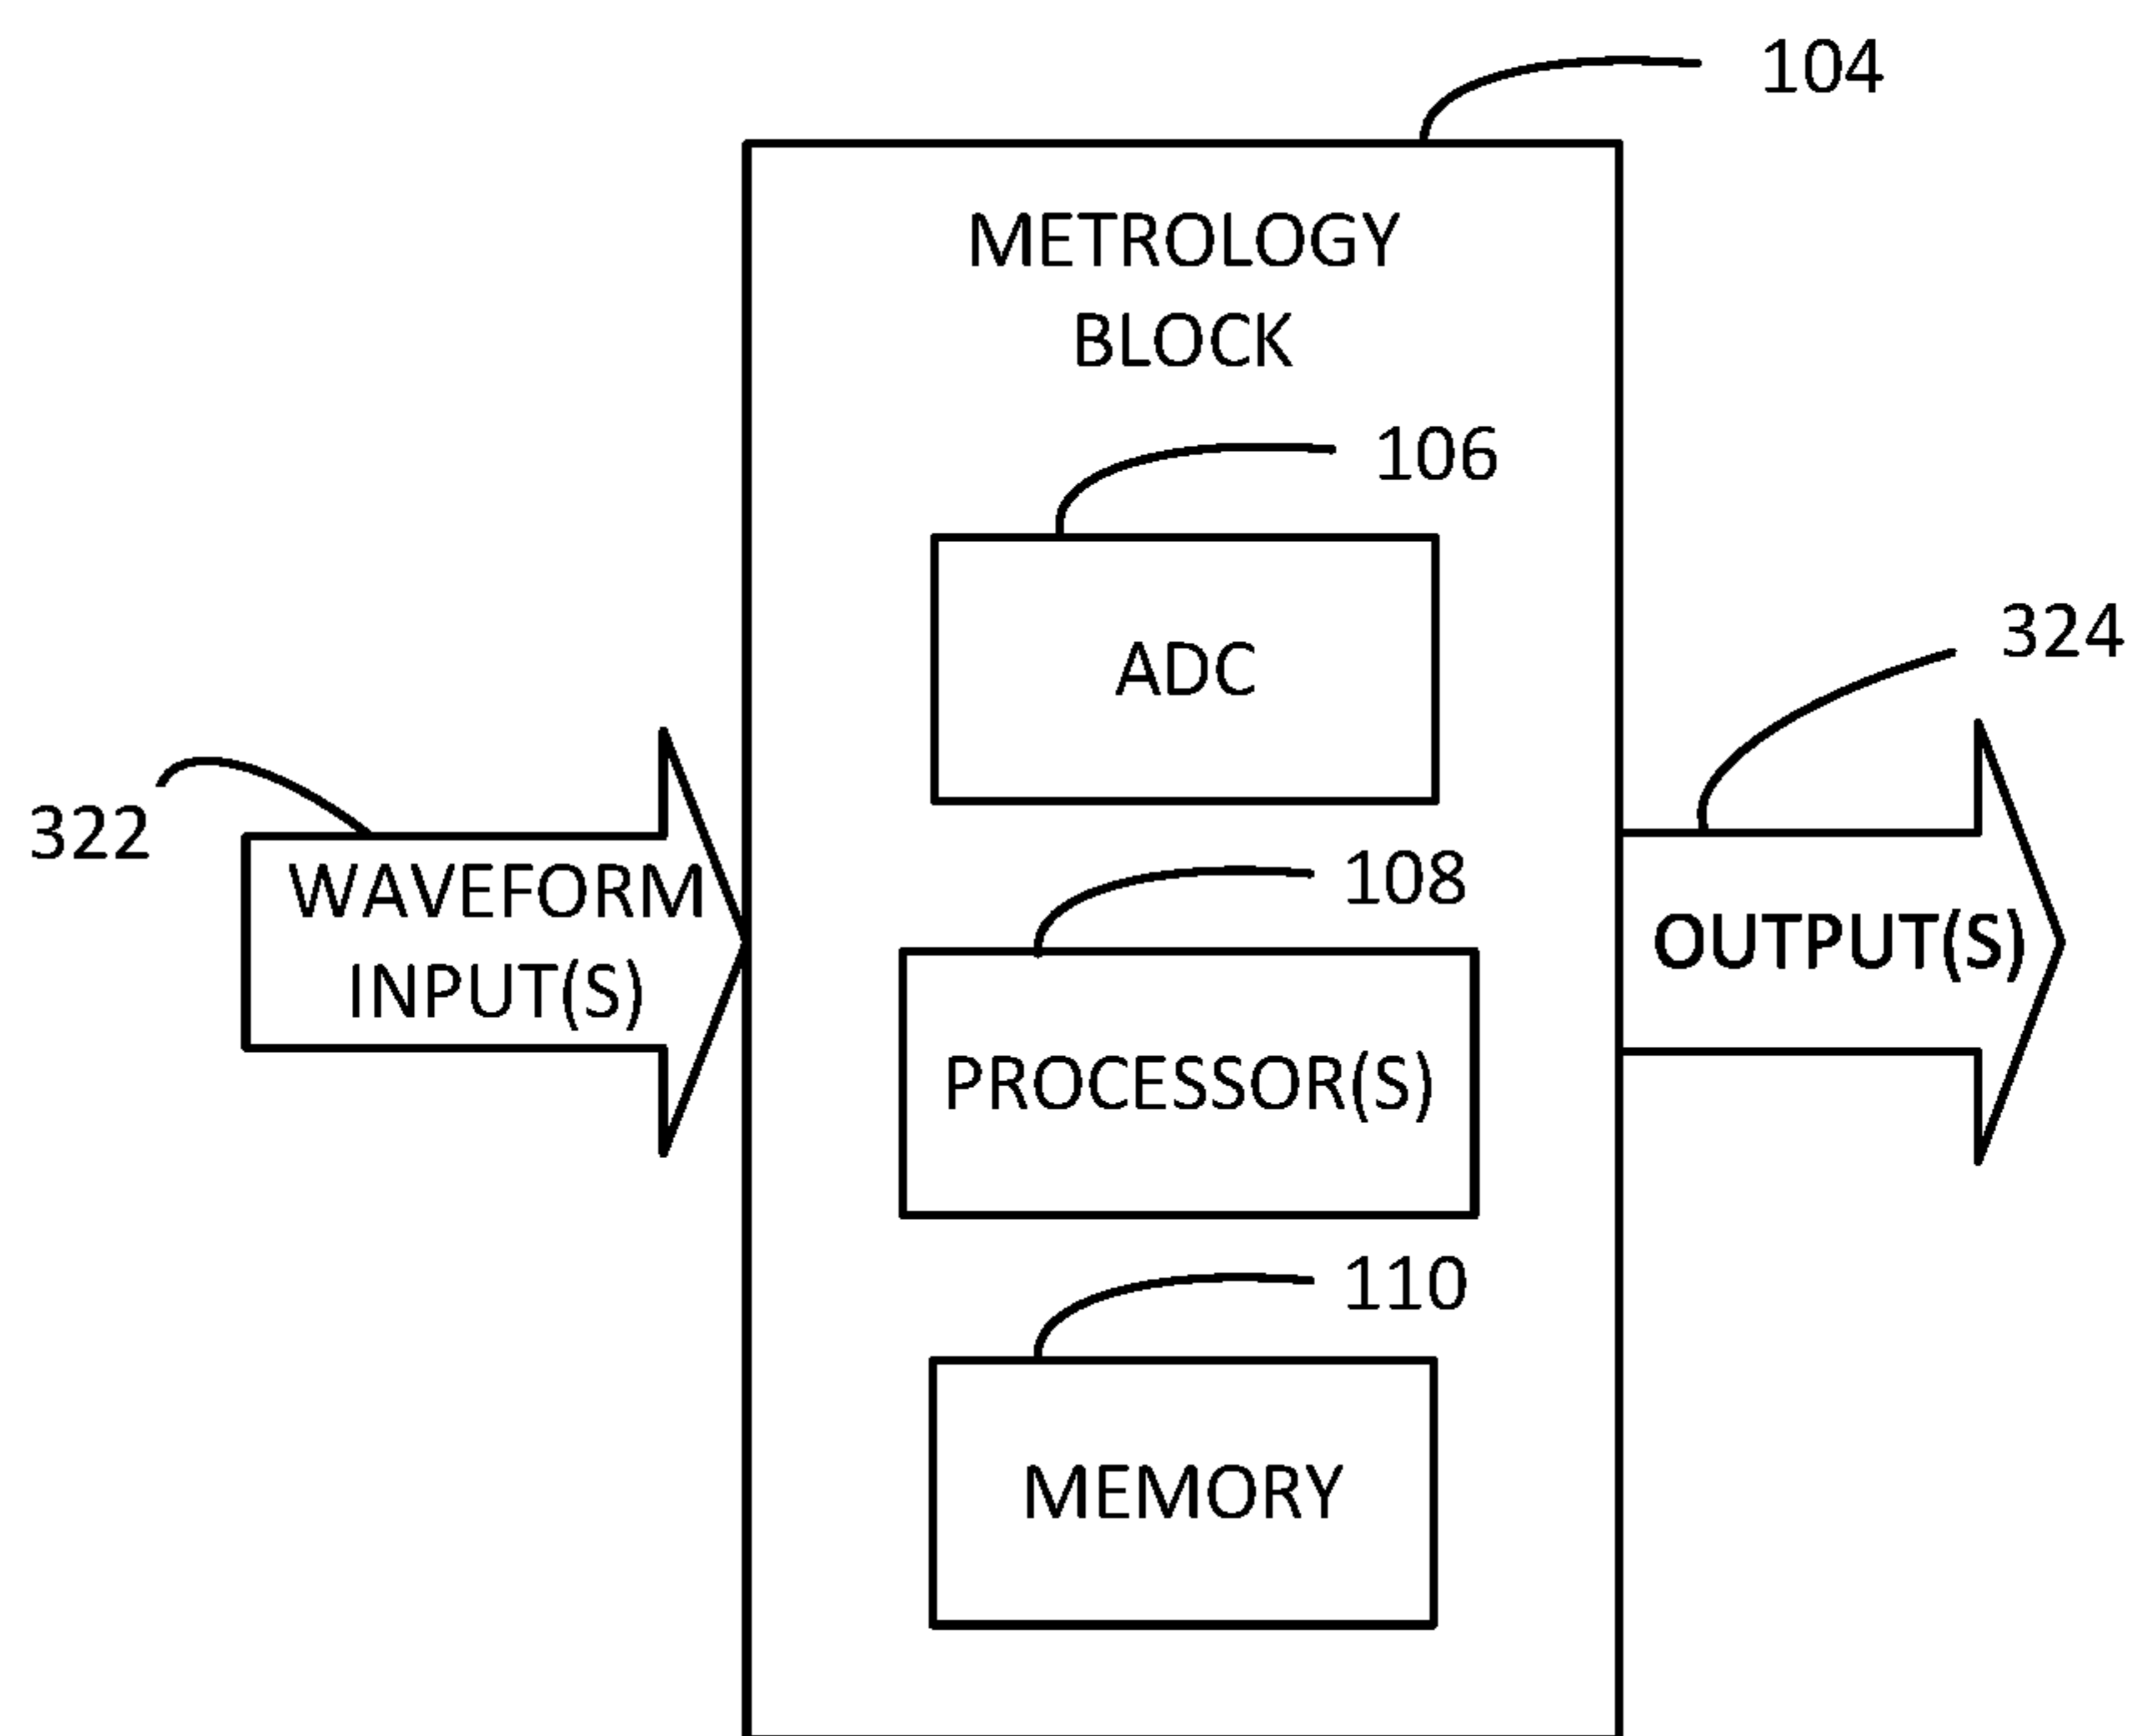 104
METROLOGY
BLOCK
106
ADC
324
322
WAVEFORM
INPUT(S)
108
OUTPUT(S)
PROCESSOR(S)
110
MEMORY